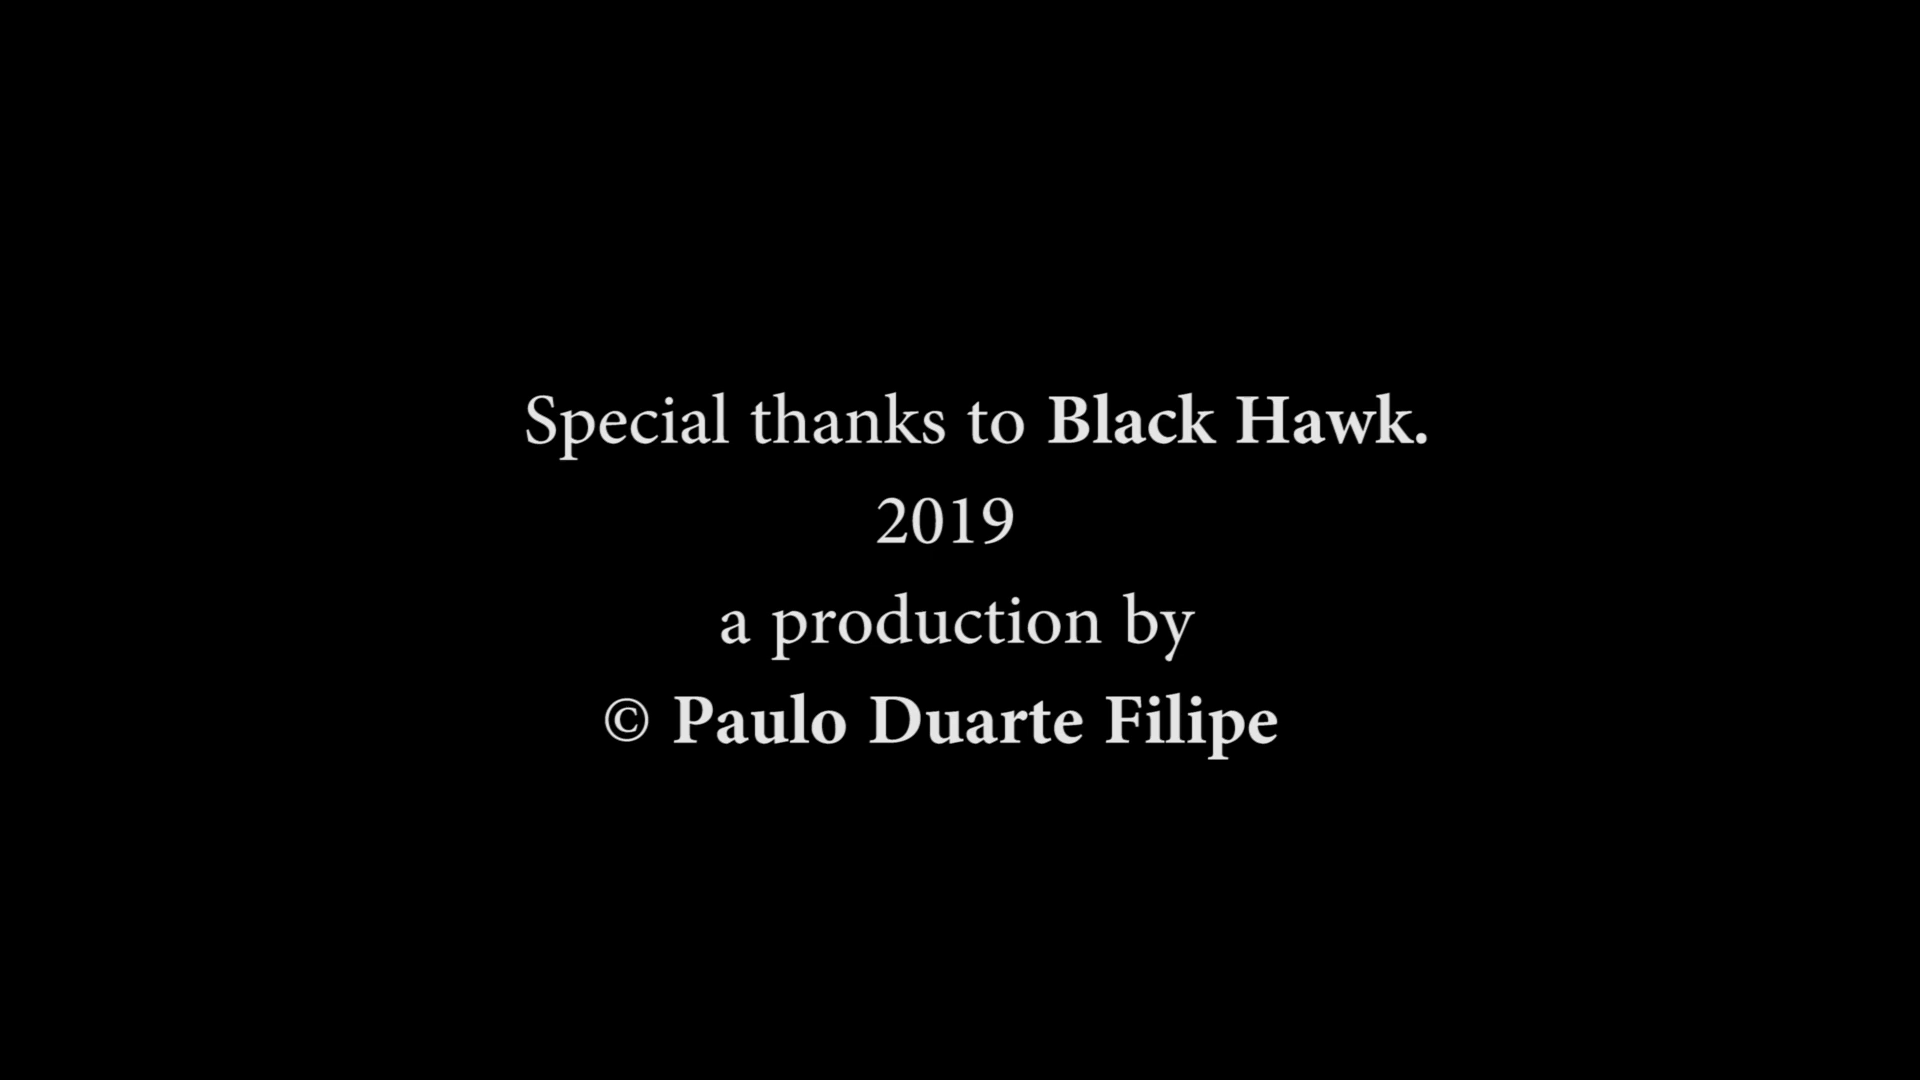 Special thanks to Black Hawk.
2019
a production by
© Paulo Duarte Filipe